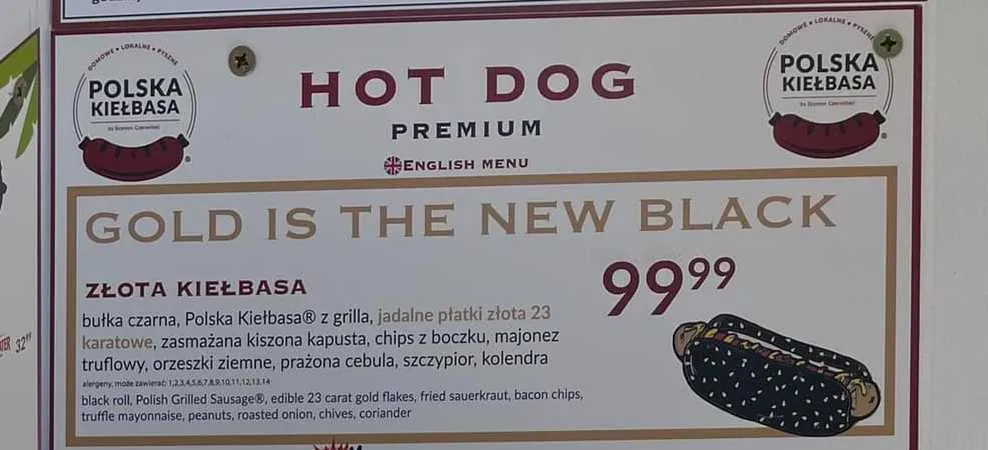 DOMOWE • LOKALNE • PYSZNE
POLSKA
KIEŁBASA
®
HOT DOG
PREMIUM
ENGLISH MENU
DOMOWE • LOKALNE • PYSZNE
POLSKA
KIEŁBASA
®
GOLD IS THE NEW BLACK
ZŁOTA KIEŁBASA
99⁹⁹
bułka czarna, Polska Kiełbasa® z grilla, jadalne płatki złota 23
karatowe, zasmażana kiszona kapusta, chips z boczku, majonez
truflowy, orzeszki ziemne, prażona cebula, szczypior, kolendra
alergeny, może zawierać: 1,2,3,4,5,6,7,8,9,10,11,12,13,14
black roll, Polish Grilled Sausage®, edible 23 carat gold flakes, fried sauerkraut, bacon chips,
truffle mayonnaise, peanuts, roasted onion, chives, coriander
32